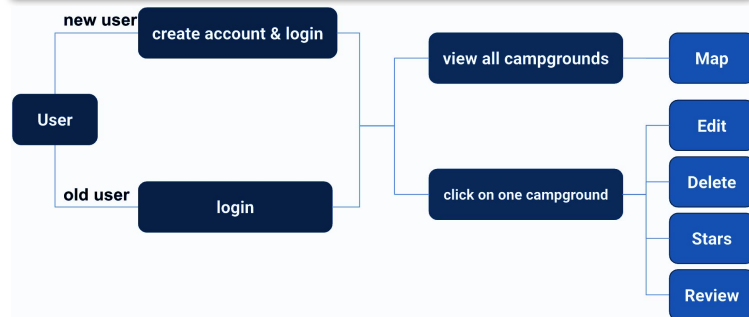 new user
create account & login
view all campgrounds
Map
User
Edit
Delete
old user
login
click on one campground
Stars
Review